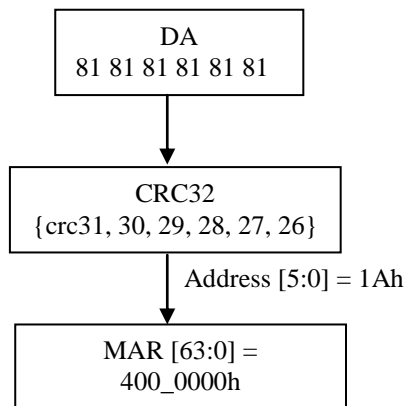 DA
81 81 81 81 81 81
CRC32
{crc31, 30, 29, 28, 27, 26}
Address [5:0] = 1Ah
MAR [63:0] =
400_0000h